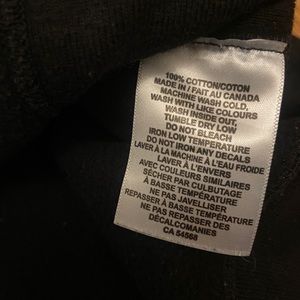 100% COTTON/COTON
MADE IN / FAIT AU CANADA
MACHINE WASH COLD,
WASH WITH LIKE COLOURS
WASH INSIDE OUT,
TUMBLE DRY LOW
DO NOT BLEACH
IRON LOW TEMPERATURE
DO NOT IRON ANY DECALS
LAVER À LA MACHINE À L'EAU FROIDE
LAVER À L'ENVERS
AVEC COULEURS SIMILAIRES
SÉCHER PAR CULBUTAGE
À BASSE TEMPÉRATURE
NE PAS JAVELLISER
REPASSER À BASSE TEMPÉRATURE
NE PAS REPASSER DES
DÉCALCOMANIES
CA 54568